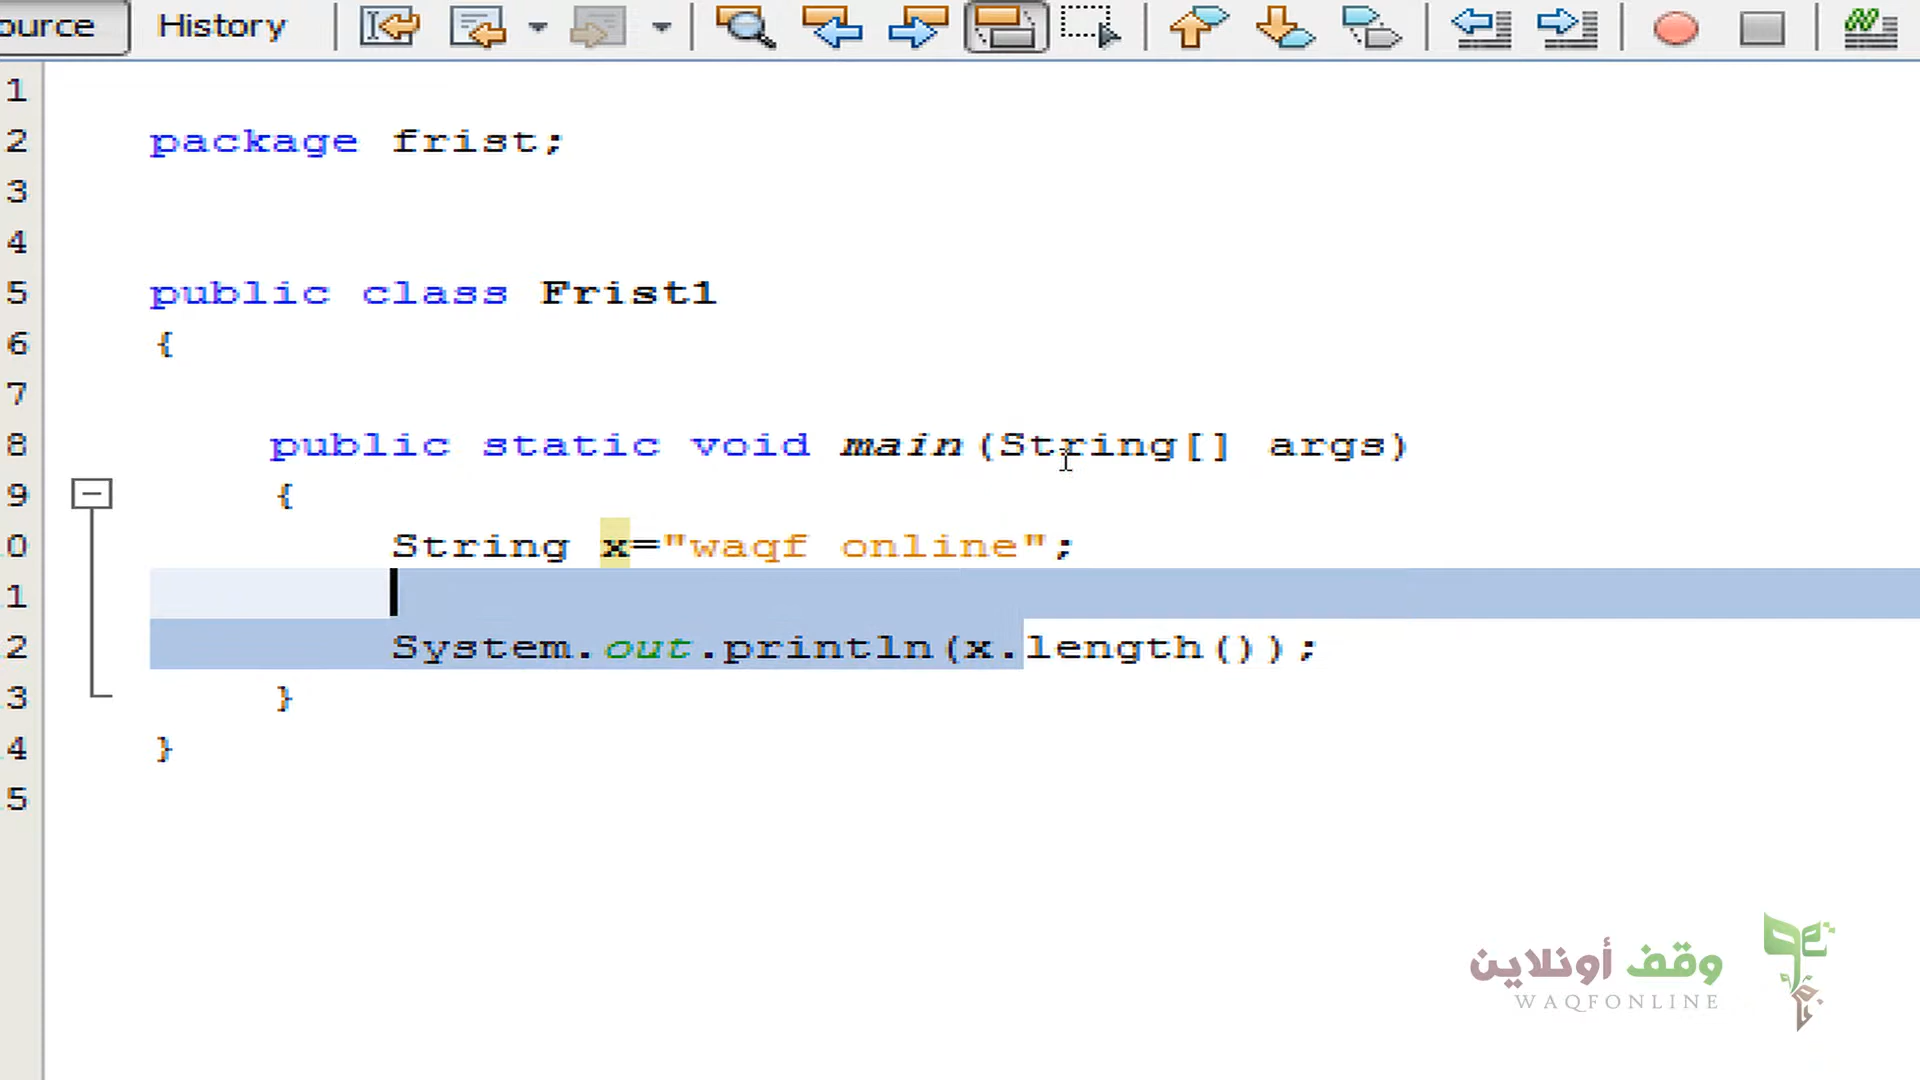 ource History
1
2 package frist;
3
4
5 public class Frist1
6 {
7
8 public static void main(String[] args)
9 {
0 String x="waqf online";
1
2 System.out.println(x.length());
3 }
4 }
5
وقف أونلاين
WAQFONLINE